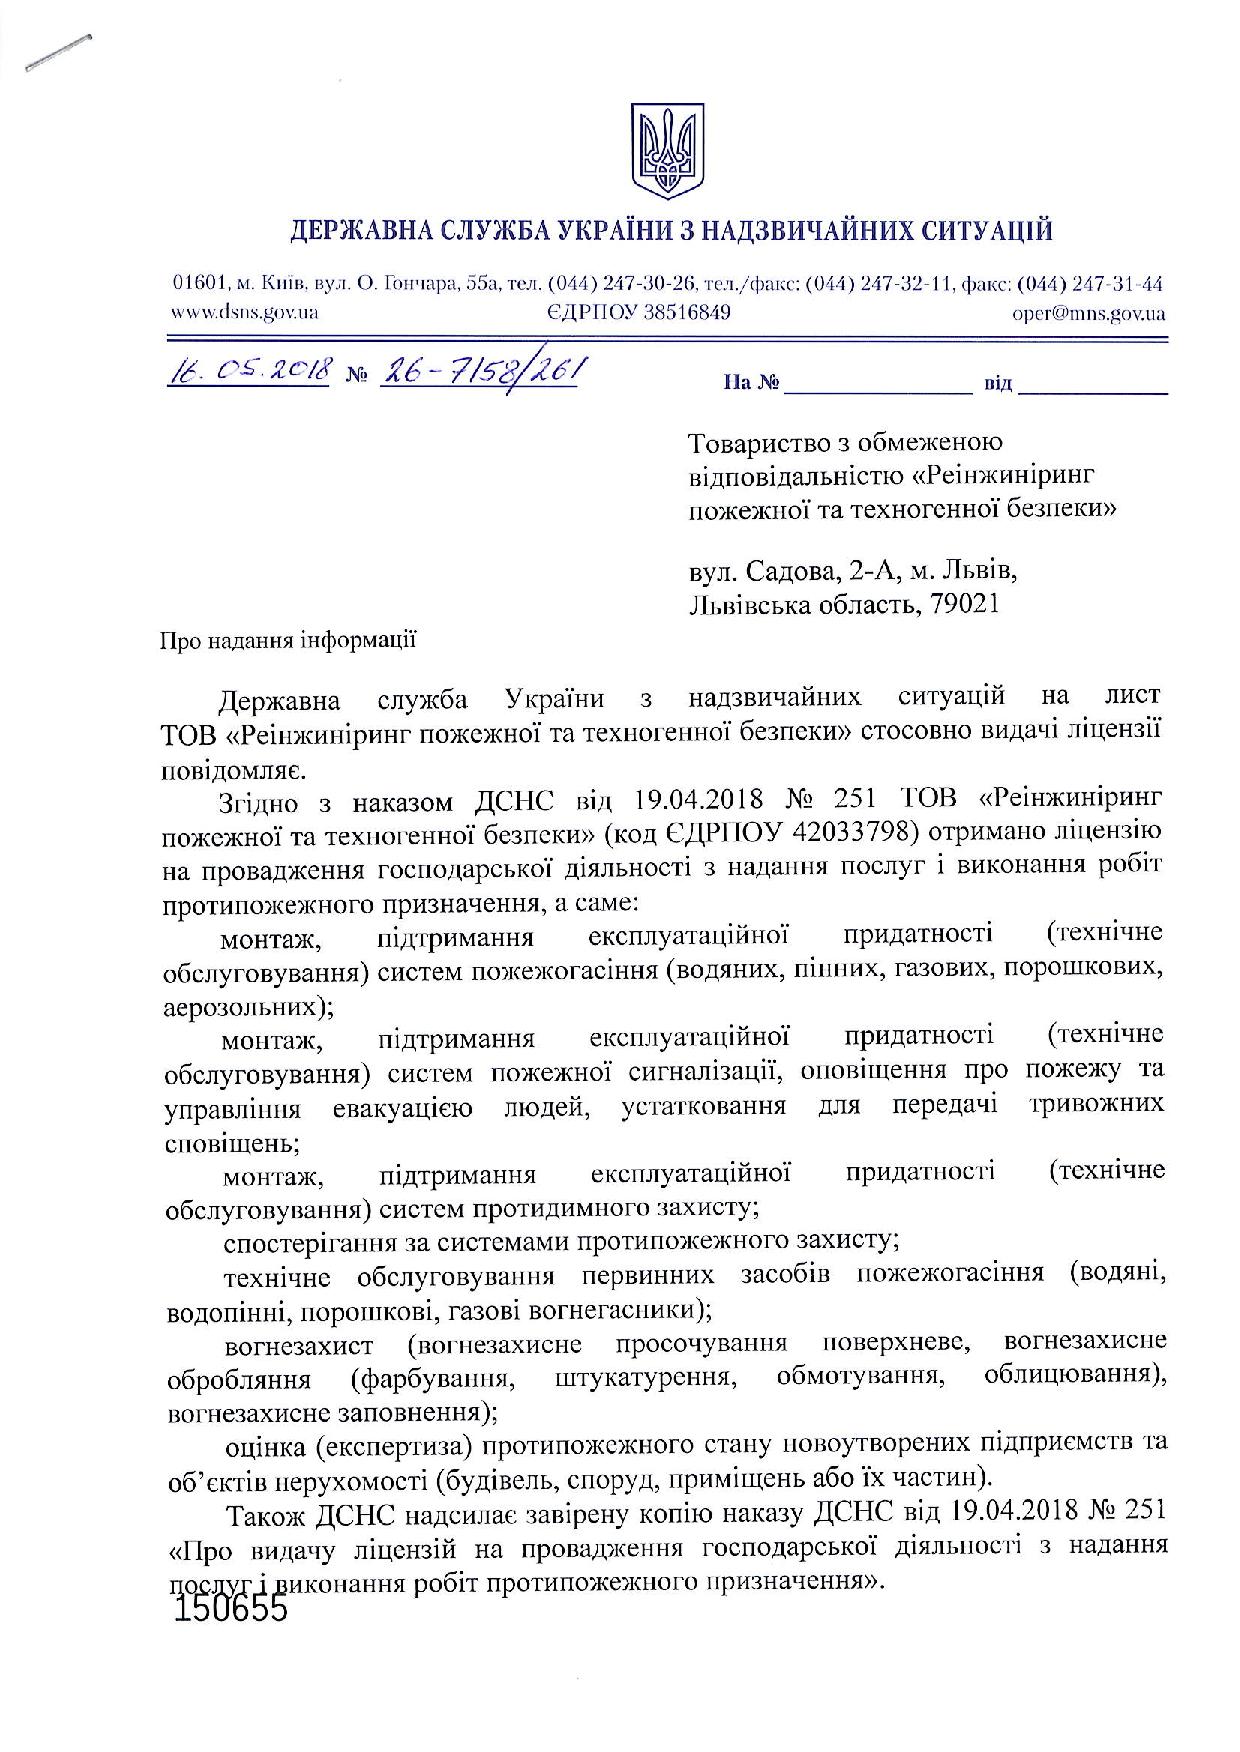 ДЕРЖАВНА СЛУЖБА УКРАЇНИ З НАДЗВИЧАЙНИХ СИТУАЦІЙ
01601, м. Київ, вул. О. Гончара, 55а, тел. (044) 247-30-26, тел./факс: (044) 247-32-11, факс: (044) 247-31-44
www.dsns.gov.ua ЄДРПОУ 38516849 oper@mns.gov.ua
16.05.2018 № 26-7158/261
На № від
Товариство з обмеженою
відповідальністю «Реінжиніринг
пожежної та техногенної безпеки»
вул. Садова, 2-А, м. Львів,
Львівська область, 79021
Про надання інформації
Державна служба України з надзвичайних ситуацій на лист
ТОВ «Реінжиніринг пожежної та техногенної безпеки» стосовно видачі ліцензії
повідомляє.
Згідно з наказом ДСНС від 19.04.2018 № 251 ТОВ «Реінжиніринг
пожежної та техногенної безпеки» (код ЄДРПОУ 42033798) отримано ліцензію
на провадження господарської діяльності з надання послуг і виконання робіт
протипожежного призначення, а саме:
монтаж, підтримання експлуатаційної придатності (технічне
обслуговування) систем пожежогасіння (водяних, пінних, газових, порошкових,
аерозольних);
монтаж, підтримання експлуатаційної придатності (технічне
обслуговування) систем пожежної сигналізації, оповіщення про пожежу та
управління евакуацією людей, устатковання для передачі тривожних
сповіщень;
монтаж, підтримання експлуатаційної придатності (технічне
обслуговування) систем протидимного захисту;
спостерігання за системами протипожежного захисту;
технічне обслуговування первинних засобів пожежогасіння (водяні,
водопінні, порошкові, газові вогнегасники);
вогнезахист (вогнезахисне просочування поверхневе, вогнезахисне
обробляння (фарбування, штукатурення, обмотування, облицювання),
вогнезахисне заповнення);
оцінка (експертиза) протипожежного стану новоутворених підприємств та
об’єктів нерухомості (будівель, споруд, приміщень або їх частин).
Також ДСНС надсилає завірену копію наказу ДСНС від 19.04.2018 № 251
«Про видачу ліцензій на провадження господарської діяльності з надання
послуг і виконання робіт протипожежного призначення».
150655